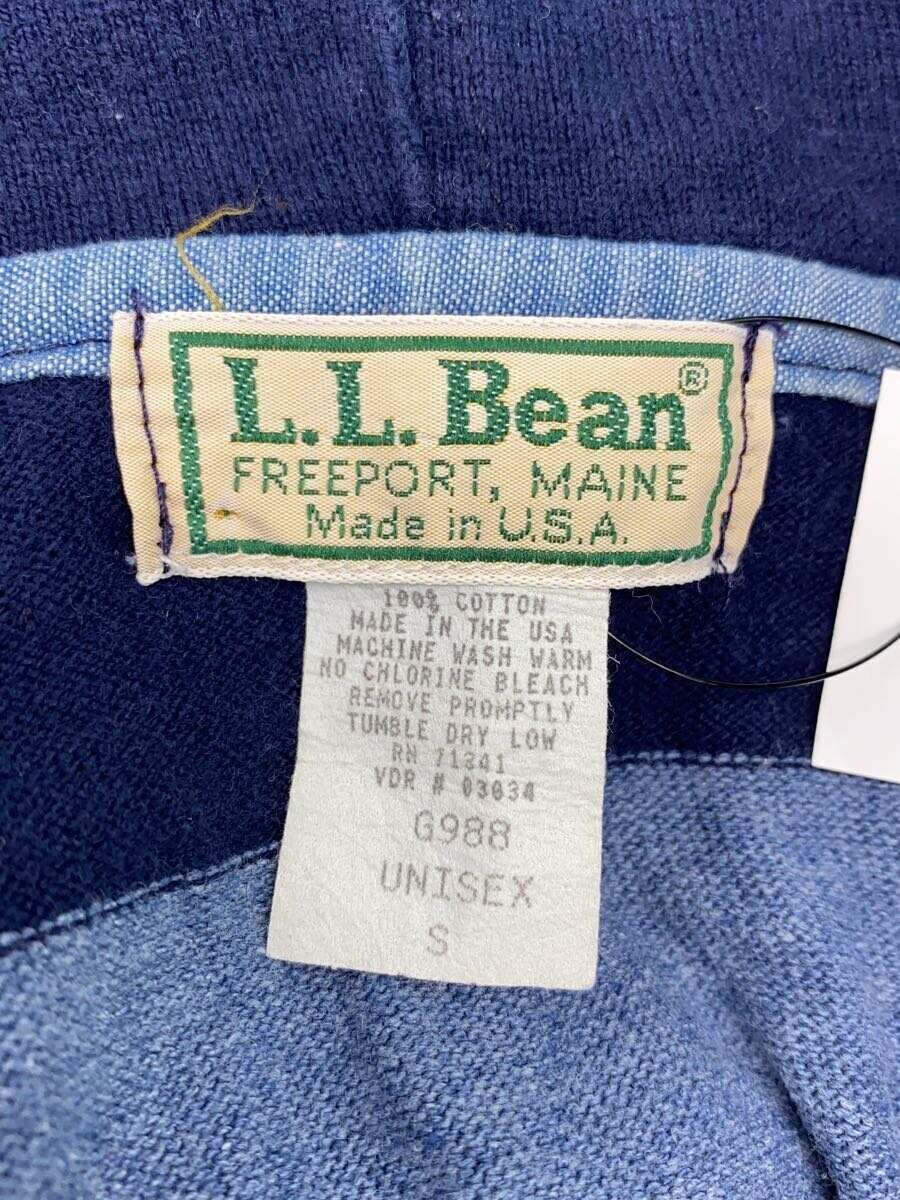 L.L.Bean®
FREEPORT, MAINE
Made in U.S.A.
100% COTTON
MADE IN THE USA
MACHINE WASH WARM
NO CHLORINE BLEACH
REMOVE PROMPTLY
TUMBLE DRY LOW
RN 71341
VDR # 03034
G988
UNISEX
S